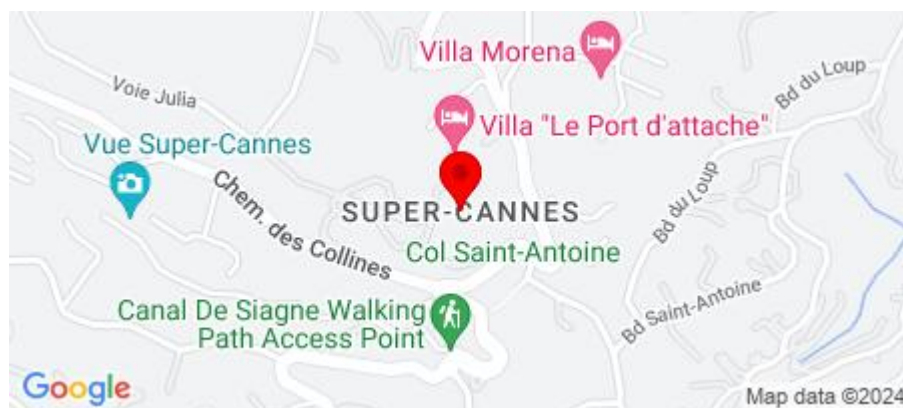 Villa Morena
Bd du Loup
Voie Julia
Villa "Le Port d'attache"
Vue Super-Cannes
Chem. des Collines
SUPER-CANNES
Bd du Loup
Col Saint-Antoine
Bd Saint-Antoine
Canal De Siagne Walking
Path Access Point
Google
Map data ©2024